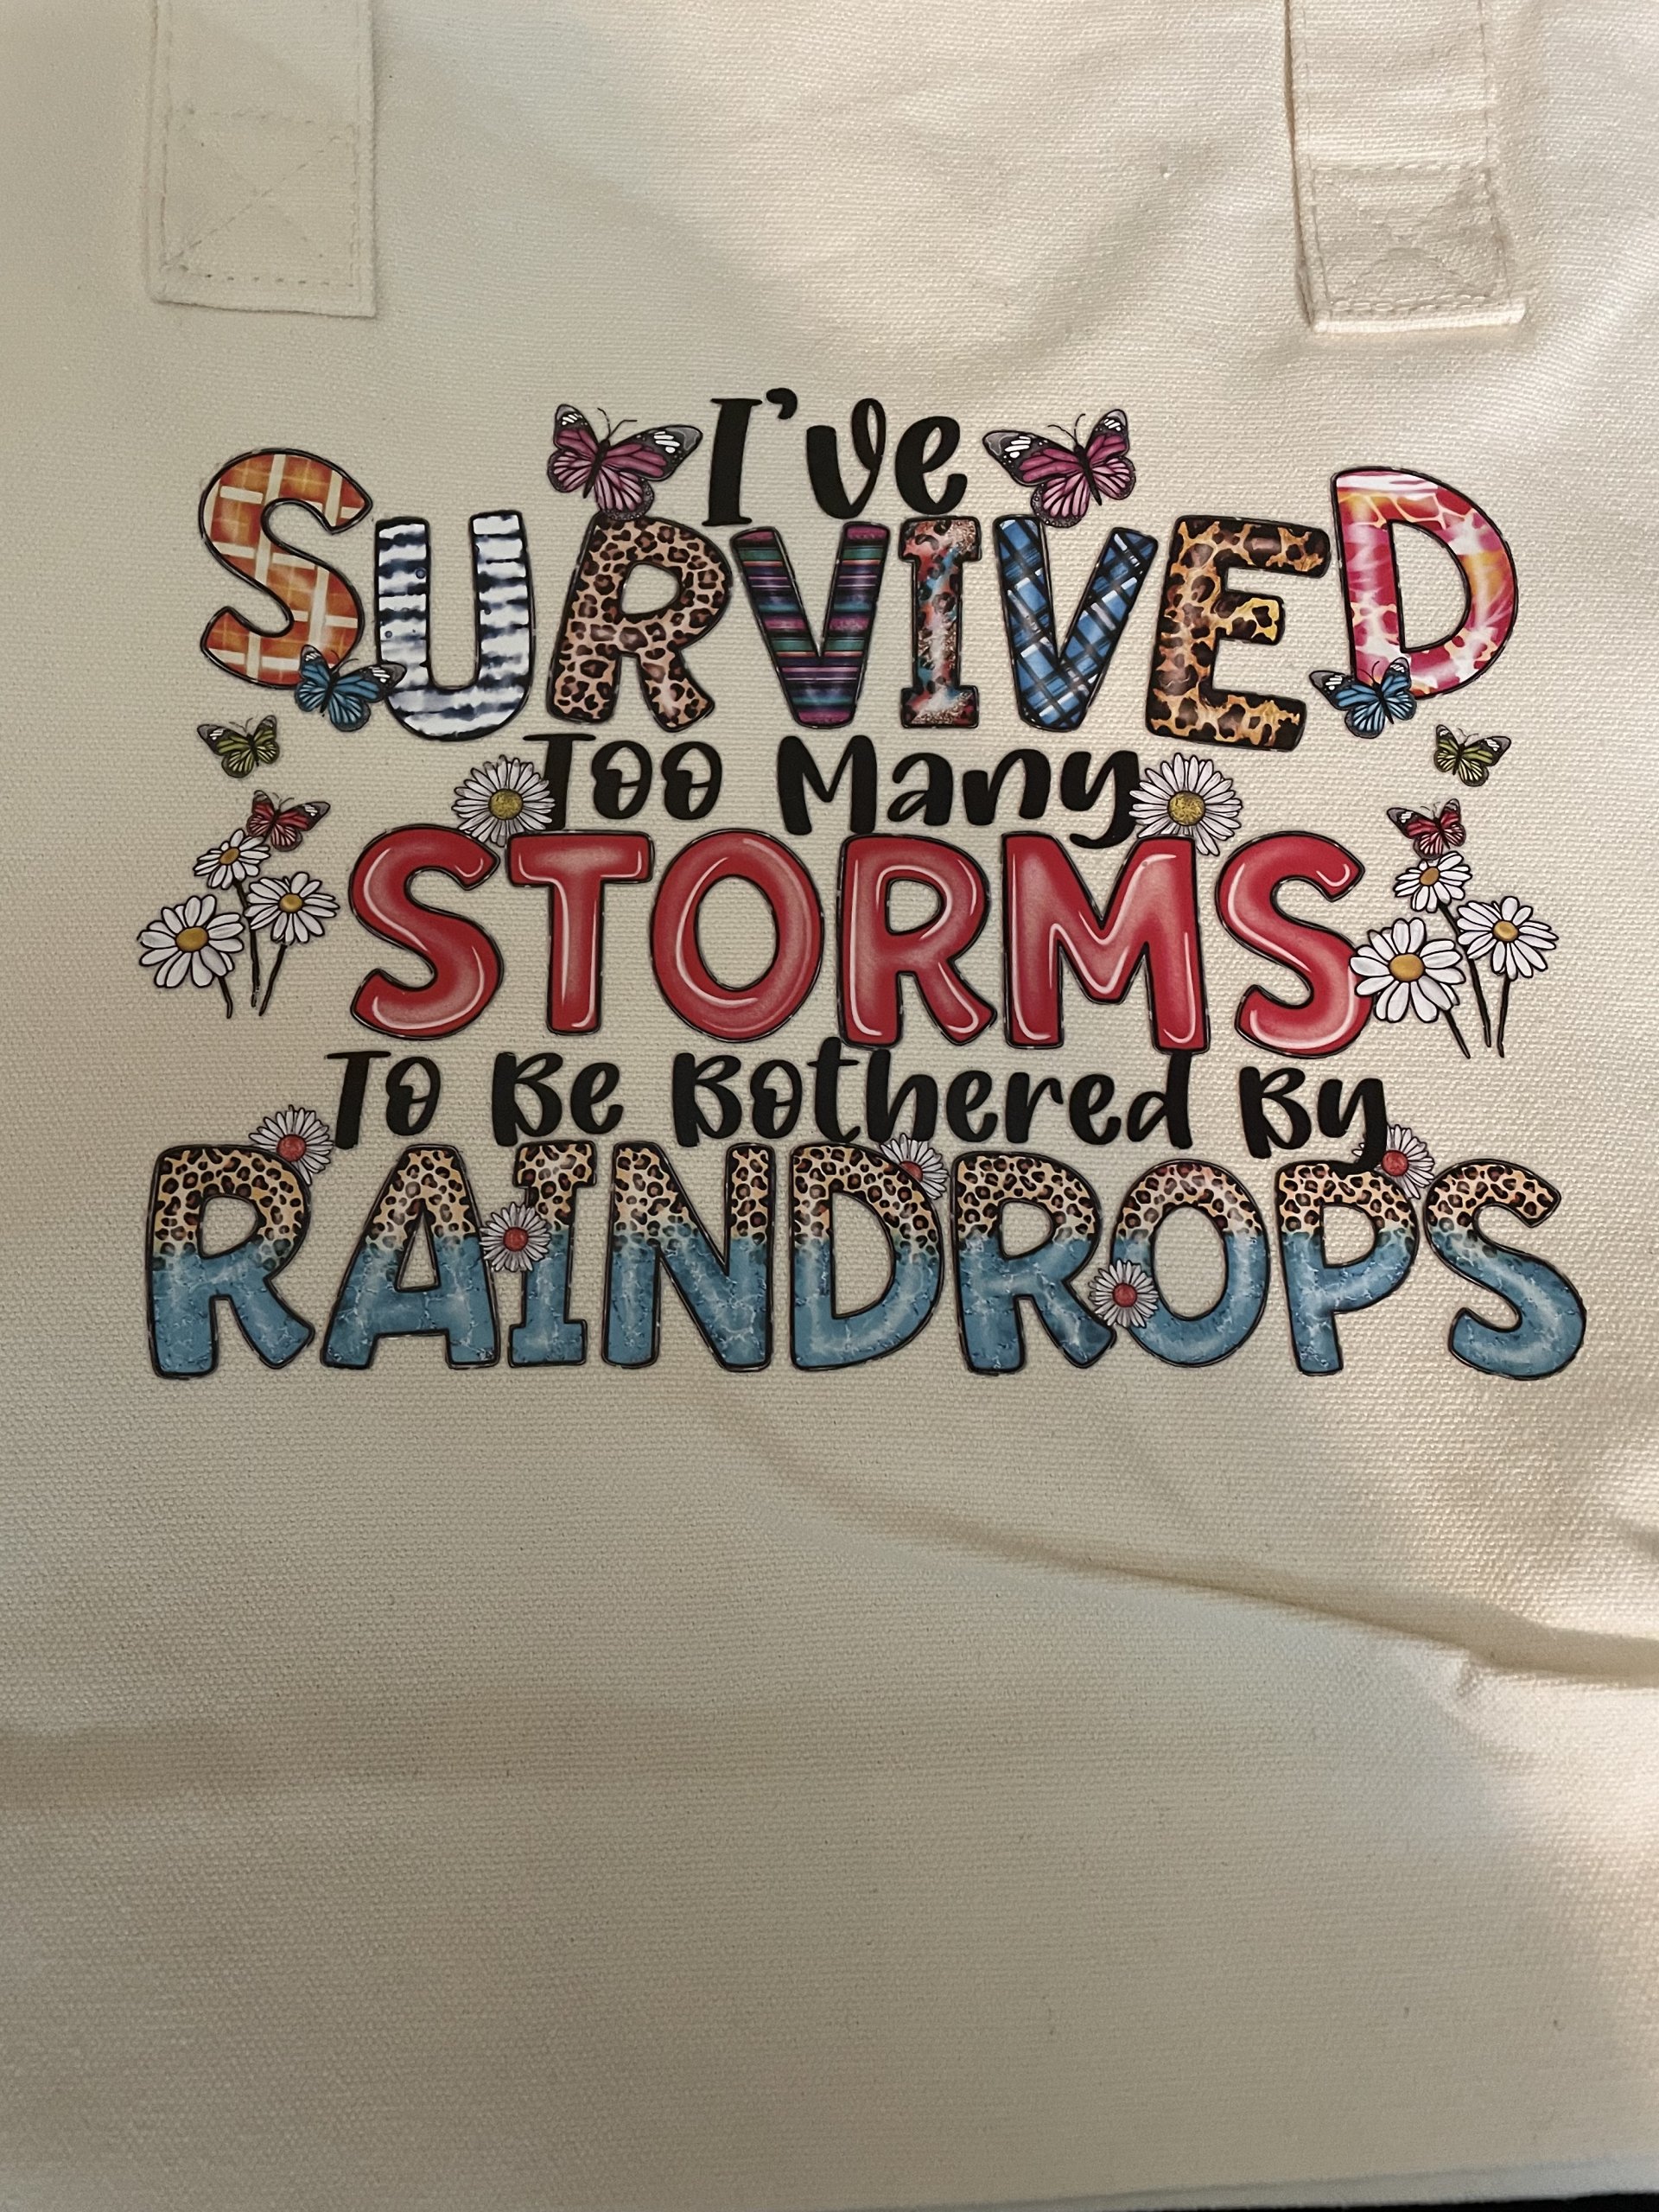 I've
SURVIVED
Too Many
STORMS
To Be Bothered By
RAINDROPS